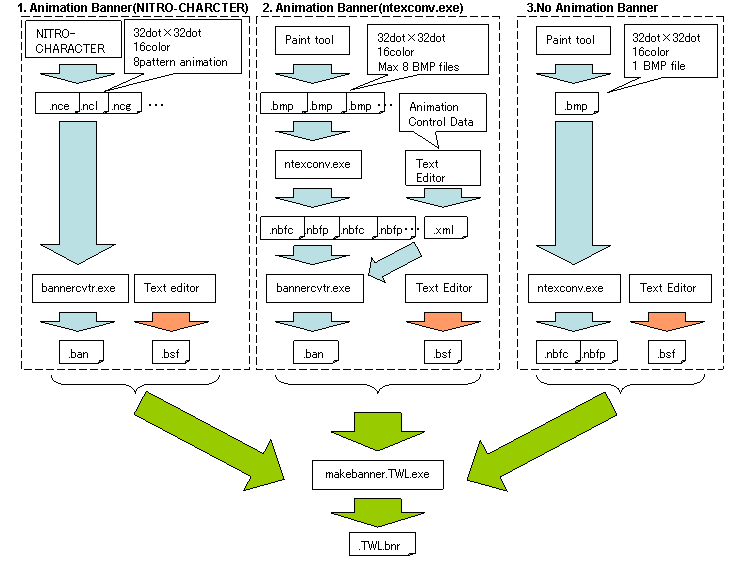 1. Animation Banner(NITRO-CHARCTER)
NITRO-
CHARACTER
32dot×32dot
16color
8pattern animation
.nce
.ncl
.ncg
...
bannercvtr.exe
Text editor
.ban
.bsf
2. Animation Banner(ntexconv.exe)
Paint tool
32dot×32dot
16color
Max 8 BMP files
.bmp
.bmp
.bmp
...
Animation
Control Data
ntexconv.exe
Text
Editor
.nbfc
.nbfp
.nbfc
.nbfp
...
.xml
bannercvtr.exe
Text Editor
.ban
.bsf
3.No Animation Banner
Paint tool
32dot×32dot
16color
1 BMP file
.bmp
ntexconv.exe
Text Editor
.nbfc
.nbfp
.bsf
makebanner.TWL.exe
.TWL.bnr